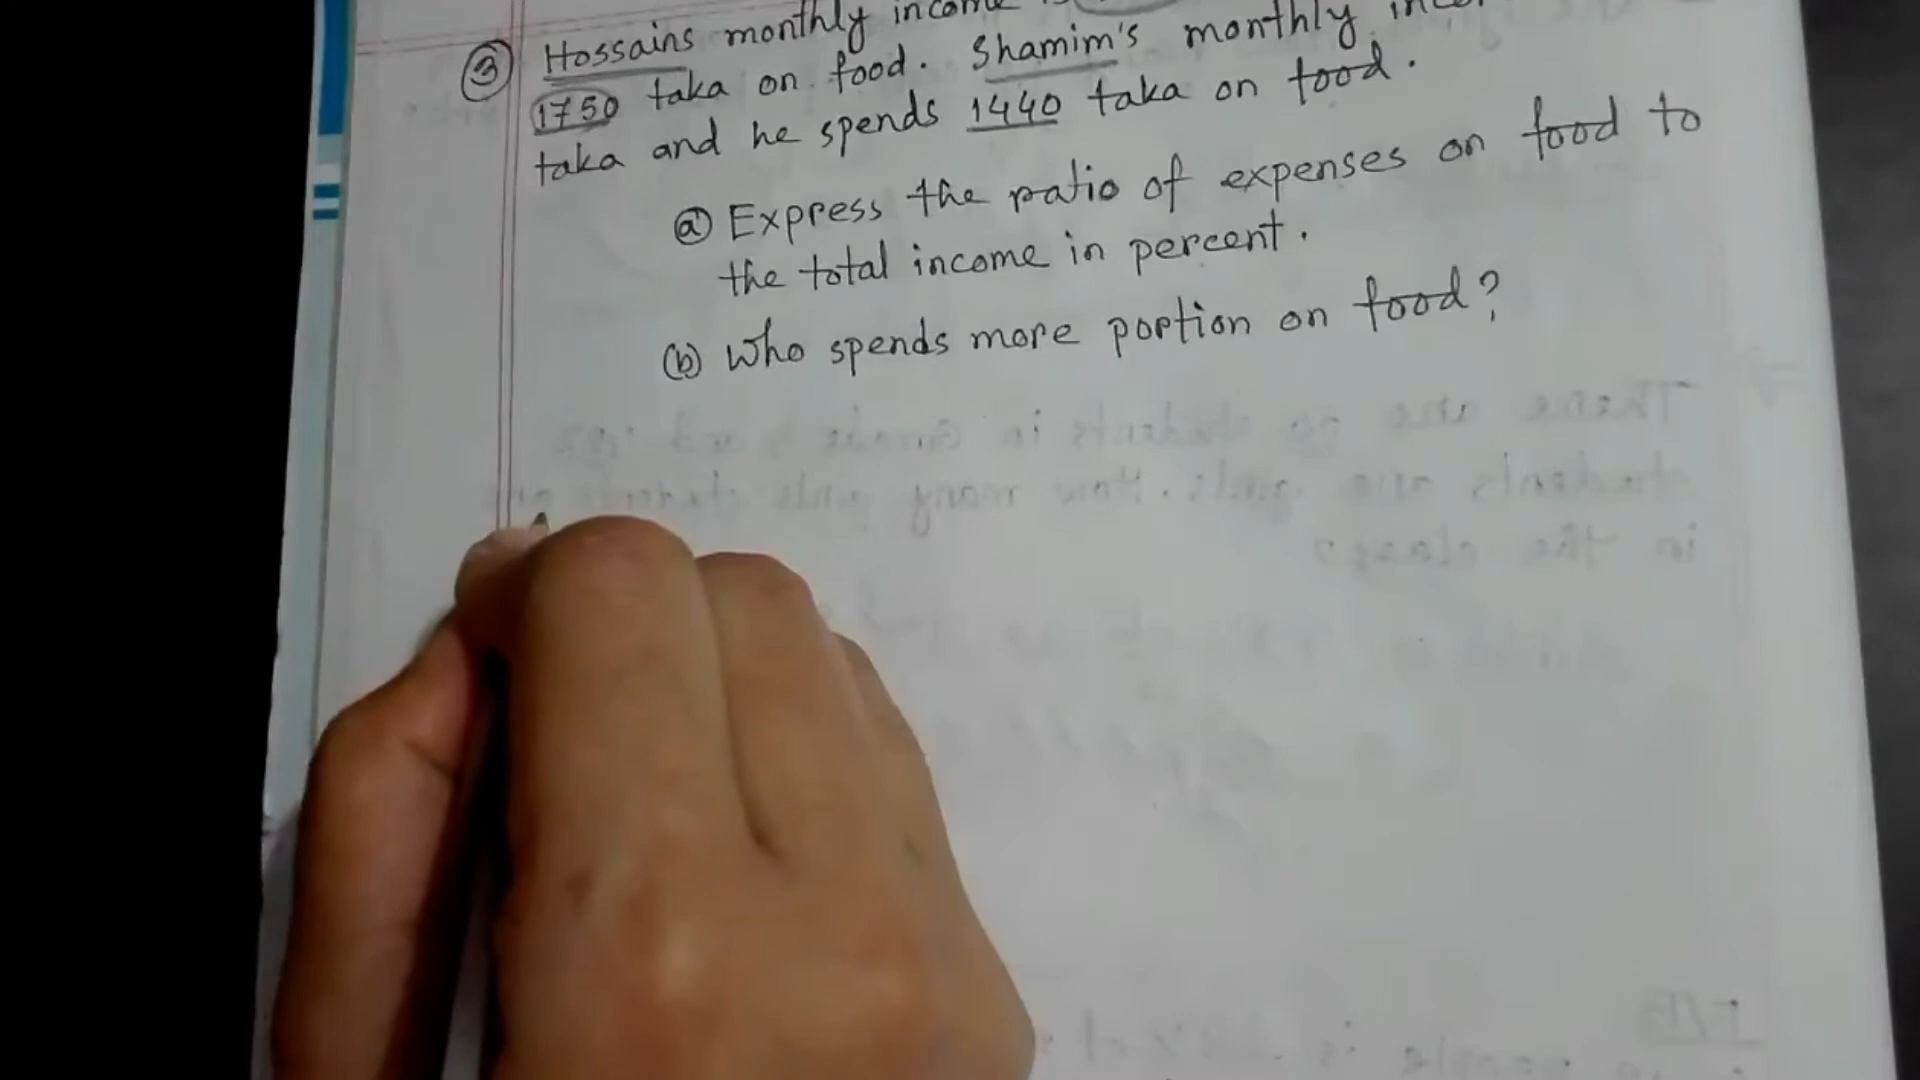 ③ Hossains monthly income
1750 taka on food. Shamim's monthly
taka and he spends 1440 taka on food.
ⓐ Express the ratio of expenses on food to
the total income in percent.
ⓑ Who spends more portion on food?